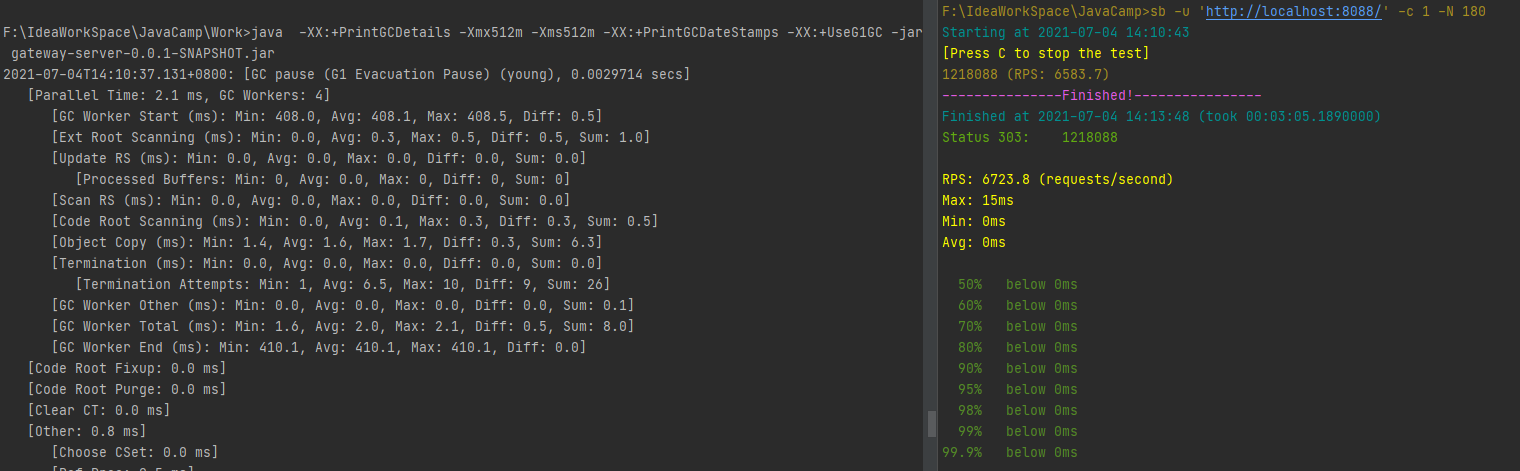 F:\IdeaWorkSpace\JavaCamp\Work>java  -XX:+PrintGCDetails -Xmx512m -Xms512m -XX:+PrintGCDateStamps -XX:+UseG1GC -jar
 gateway-server-0.0.1-SNAPSHOT.jar
2021-07-04T14:10:37.131+0800: [GC pause (G1 Evacuation Pause) (young), 0.0029714 secs]
   [Parallel Time: 2.1 ms, GC Workers: 4]
      [GC Worker Start (ms): Min: 408.0, Avg: 408.1, Max: 408.5, Diff: 0.5]
      [Ext Root Scanning (ms): Min: 0.0, Avg: 0.3, Max: 0.5, Diff: 0.5, Sum: 1.0]
      [Update RS (ms): Min: 0.0, Avg: 0.0, Max: 0.0, Diff: 0.0, Sum: 0.0]
         [Processed Buffers: Min: 0, Avg: 0.0, Max: 0, Diff: 0, Sum: 0]
      [Scan RS (ms): Min: 0.0, Avg: 0.0, Max: 0.0, Diff: 0.0, Sum: 0.0]
      [Code Root Scanning (ms): Min: 0.0, Avg: 0.1, Max: 0.3, Diff: 0.3, Sum: 0.5]
      [Object Copy (ms): Min: 1.4, Avg: 1.6, Max: 1.7, Diff: 0.3, Sum: 6.3]
      [Termination (ms): Min: 0.0, Avg: 0.0, Max: 0.0, Diff: 0.0, Sum: 0.0]
         [Termination Attempts: Min: 1, Avg: 6.5, Max: 10, Diff: 9, Sum: 26]
      [GC Worker Other (ms): Min: 0.0, Avg: 0.0, Max: 0.0, Diff: 0.0, Sum: 0.1]
      [GC Worker Total (ms): Min: 1.6, Avg: 2.0, Max: 2.1, Diff: 0.5, Sum: 8.0]
      [GC Worker End (ms): Min: 410.1, Avg: 410.1, Max: 410.1, Diff: 0.0]
   [Code Root Fixup: 0.0 ms]
   [Code Root Purge: 0.0 ms]
   [Clear CT: 0.0 ms]
   [Other: 0.8 ms]
      [Choose CSet: 0.0 ms]
      [Ref Proc: 0.5 ms]
F:\IdeaWorkSpace\JavaCamp>sb -u 'http://localhost:8088/' -c 1 -N 180
Starting at 2021-07-04 14:10:43
[Press C to stop the test]
1218088 (RPS: 6583.7)
---------------Finished!----------------
Finished at 2021-07-04 14:13:48 (took 00:03:05.1890000)
Status 303:    1218088
RPS: 6723.8 (requests/second)
Max: 15ms
Min: 0ms
Avg: 0ms
  50%   below 0ms
  60%   below 0ms
  70%   below 0ms
  80%   below 0ms
  90%   below 0ms
  95%   below 0ms
  98%   below 0ms
  99%   below 0ms
99.9%   below 0ms